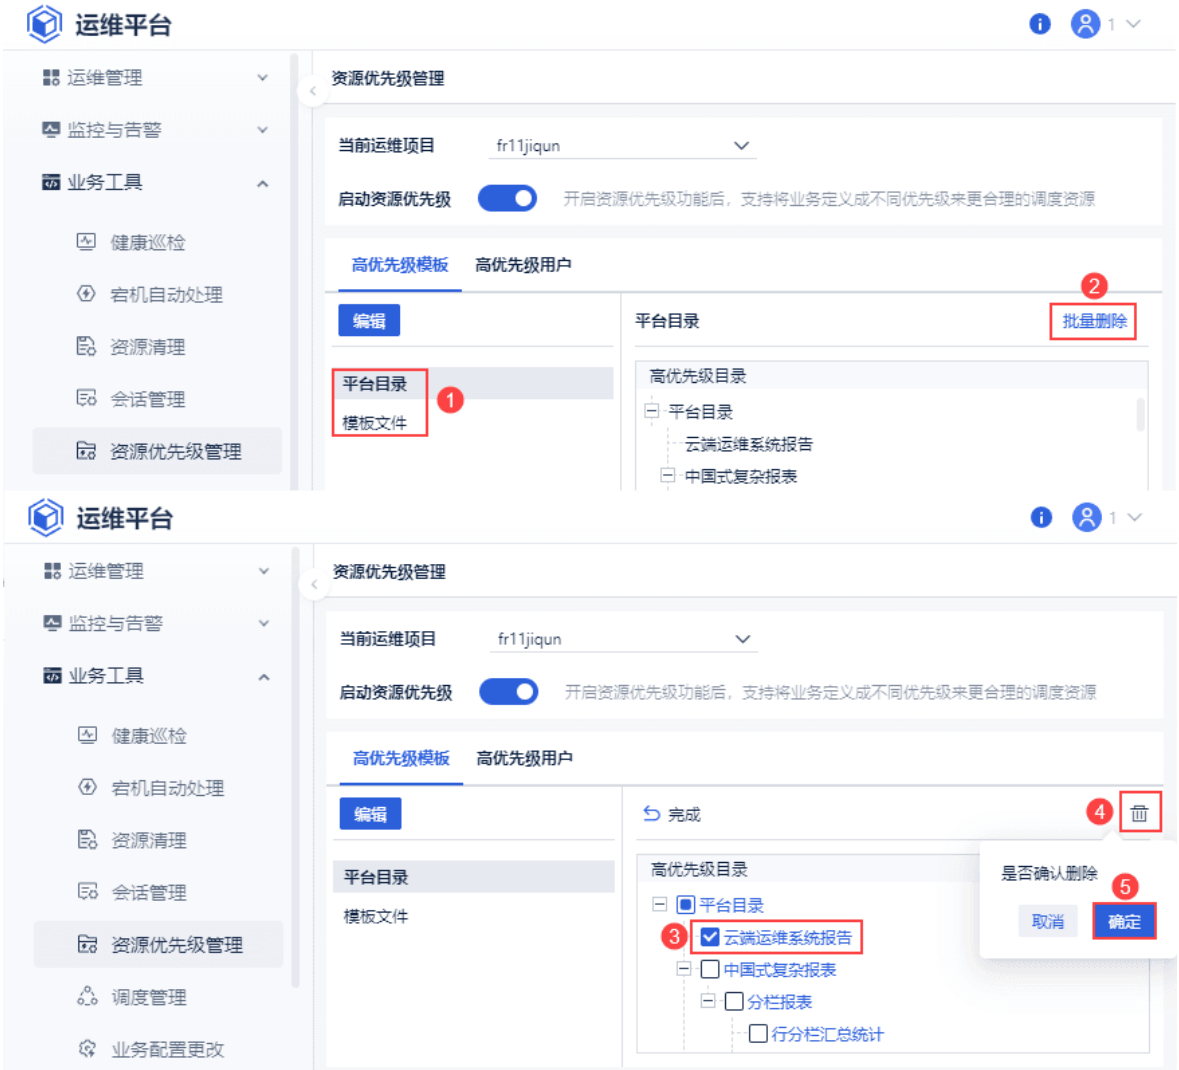 运维平台
1
运维管理
资源优先级管理
监控与告警
当前运维项目 fr11jiqun
业务工具
启动资源优先级 开启资源优先级功能后，支持将业务定义成不同优先级来更合理的调度资源
健康巡检
高优先级模板 高优先级用户
宕机自动处理
2
编辑
平台目录 批量删除
资源清理
平台目录
高优先级目录
1
会话管理
模板文件
平台目录
云端运维系统报告
资源优先级管理
中国式复杂报表
运维平台
1
运维管理
资源优先级管理
监控与告警
当前运维项目 fr11jiqun
业务工具
启动资源优先级 开启资源优先级功能后，支持将业务定义成不同优先级来更合理的调度资源
健康巡检
高优先级模板 高优先级用户
宕机自动处理
编辑
完成 4
资源清理
平台目录
高优先级目录
是否确认删除
5
会话管理
模板文件
平台目录
取消 确定
资源优先级管理
3 云端运维系统报告
中国式复杂报表
调度管理
分栏报表
行分栏汇总统计
业务配置更改